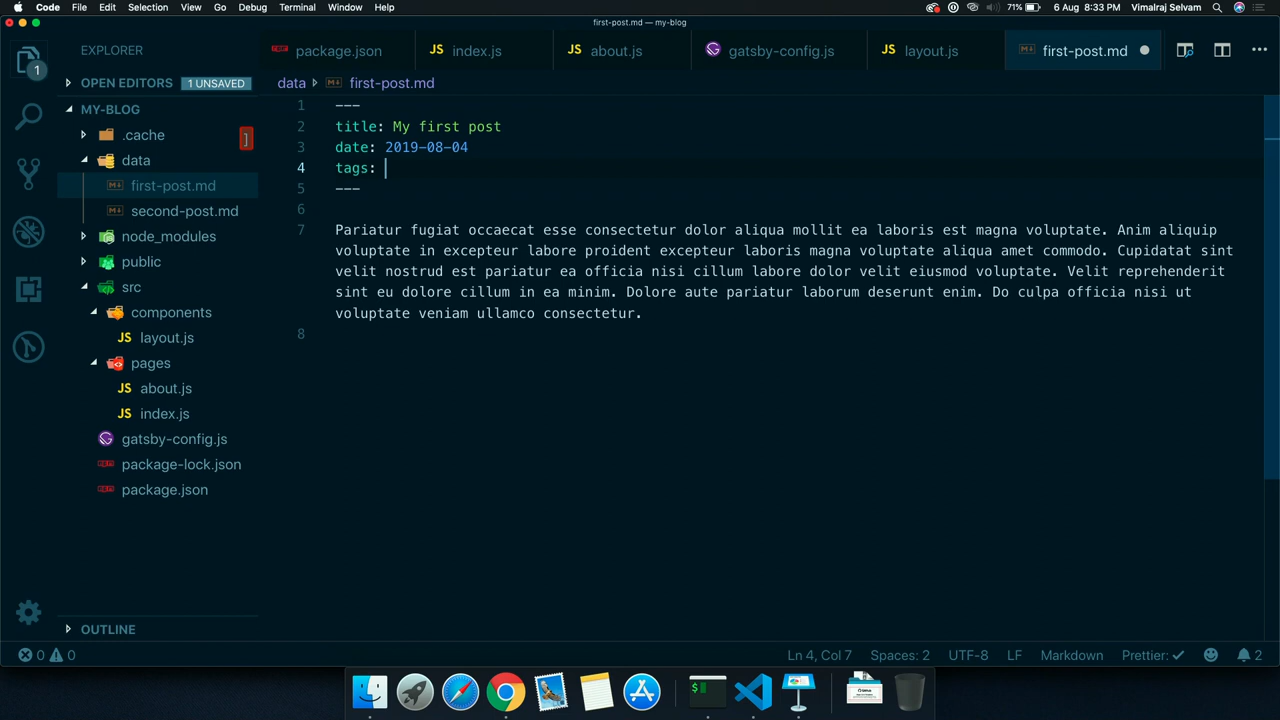 Code File Edit Selection View Go Debug Terminal Window Help 71% 6 Aug 8:33 PM Vimalraj Selvam
first-post.md — my-blog
EXPLORER
package.json
JS index.js
JS about.js
gatsby-config.js
JS layout.js
first-post.md
1
OPEN EDITORS 1 UNSAVED
data first-post.md
MY-BLOG
.cache
]
data
first-post.md
second-post.md
node_modules
public
src
components
JS layout.js
pages
JS about.js
JS index.js
gatsby-config.js
package-lock.json
package.json
OUTLINE
1 ---
2 title: My first post
3 date: 2019-08-04
4 tags:
5 ---
6
7 Pariatur fugiat occaecat esse consectetur dolor aliqua mollit ea laboris est magna voluptate. Anim aliquip
voluptate in excepteur labore proident excepteur laboris magna voluptate aliqua amet commodo. Cupidatat sint
velit nostrud est pariatur ea officia nisi cillum labore dolor velit eiusmod voluptate. Velit reprehenderit
sint eu dolore cillum in ea minim. Dolore aute pariatur laborum deserunt enim. Do culpa officia nisi ut
voluptate veniam ullamco consectetur.
8
0 0 Ln 4, Col 7 Spaces: 2 UTF-8 LF Markdown Prettier: 2
$